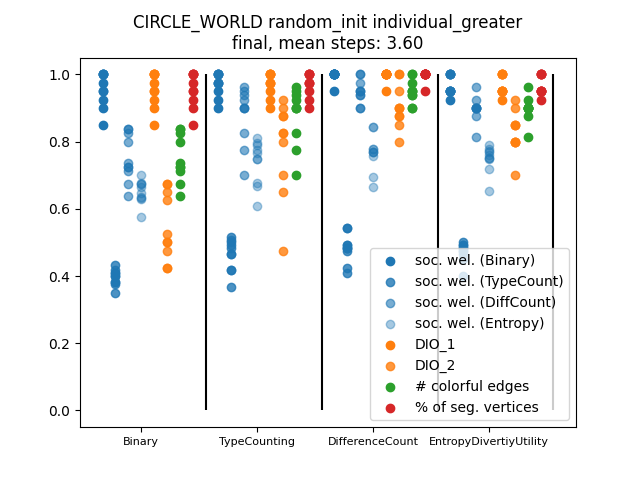 CIRCLE_WORLD random_init individual_greater
final, mean steps: 3.60
1.0
0.8
0.6
0.4
0.2
0.0
soc. wel. (Binary)
soc. wel. (TypeCount)
soc. wel. (DiffCount)
soc. wel. (Entropy)
DIO_1
DIO_2
# colorful edges
% of seg. vertices
Binary TypeCounting DifferenceCount EntropyDivertiyUtility